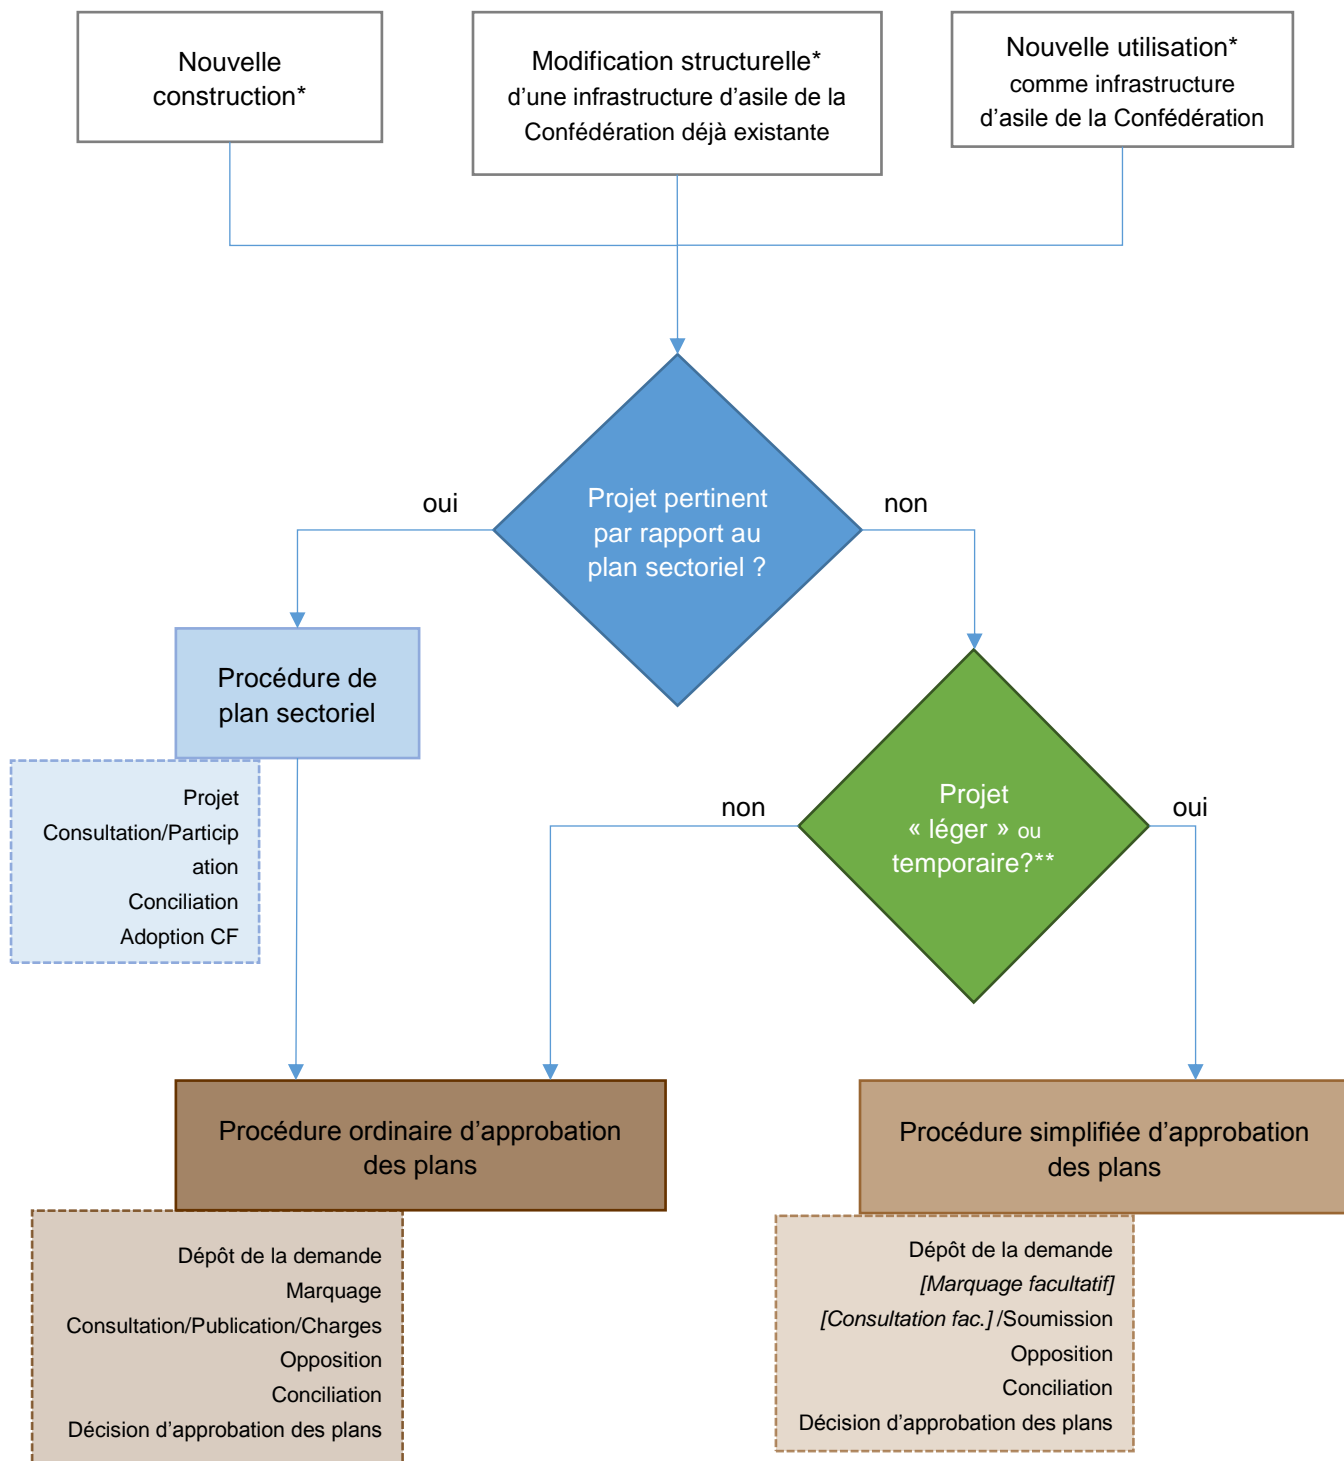 Nouvelle
construction*
Modification structurelle*
d’une infrastructure d’asile de la
Confédération déjà existante
Nouvelle utilisation*
comme infrastructure
d’asile de la Confédération
oui
Projet pertinent
par rapport au
plan sectoriel ?
non
Procédure de
plan sectoriel
Projet
Consultation/Particip
ation
Conciliation
Adoption CF
non
Projet
« léger » ou
temporaire?**
oui
Procédure ordinaire d’approbation
des plans
Dépôt de la demande
Marquage
Consultation/Publication/Charges
Opposition
Conciliation
Décision d’approbation des plans
Procédure simplifiée d’approbation
des plans
Dépôt de la demande
[Marquage facultatif]
[Consultation fac.] /Soumission
Opposition
Conciliation
Décision d’approbation des plans